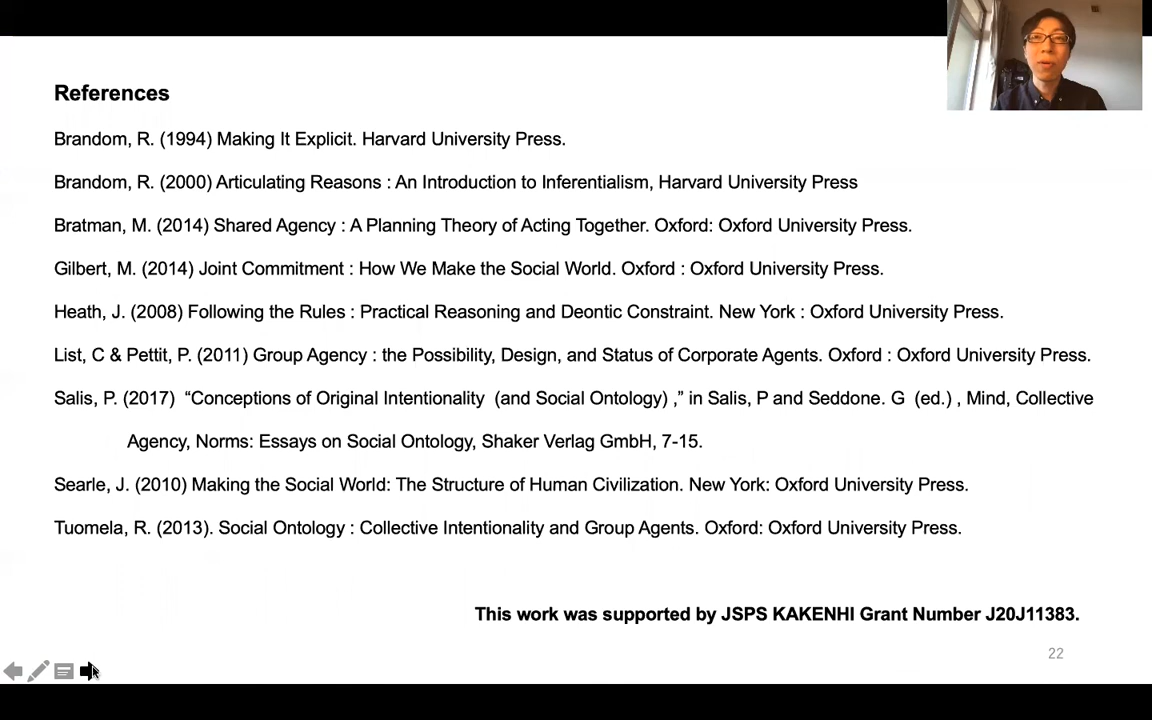 References
Brandom, R. (1994) Making It Explicit. Harvard University Press.
Brandom, R. (2000) Articulating Reasons : An Introduction to Inferentialism, Harvard University Press
Bratman, M. (2014) Shared Agency : A Planning Theory of Acting Together. Oxford: Oxford University Press.
Gilbert, M. (2014) Joint Commitment : How We Make the Social World. Oxford : Oxford University Press.
Heath, J. (2008) Following the Rules : Practical Reasoning and Deontic Constraint. New York : Oxford University Press.
List, C & Pettit, P. (2011) Group Agency : the Possibility, Design, and Status of Corporate Agents. Oxford : Oxford University Press.
Salis, P. (2017) “Conceptions of Original Intentionality (and Social Ontology) ,” in Salis, P and Seddone. G (ed.) , Mind, Collective
Agency, Norms: Essays on Social Ontology, Shaker Verlag GmbH, 7-15.
Searle, J. (2010) Making the Social World: The Structure of Human Civilization. New York: Oxford University Press.
Tuomela, R. (2013). Social Ontology : Collective Intentionality and Group Agents. Oxford: Oxford University Press.
This work was supported by JSPS KAKENHI Grant Number J20J11383.
22